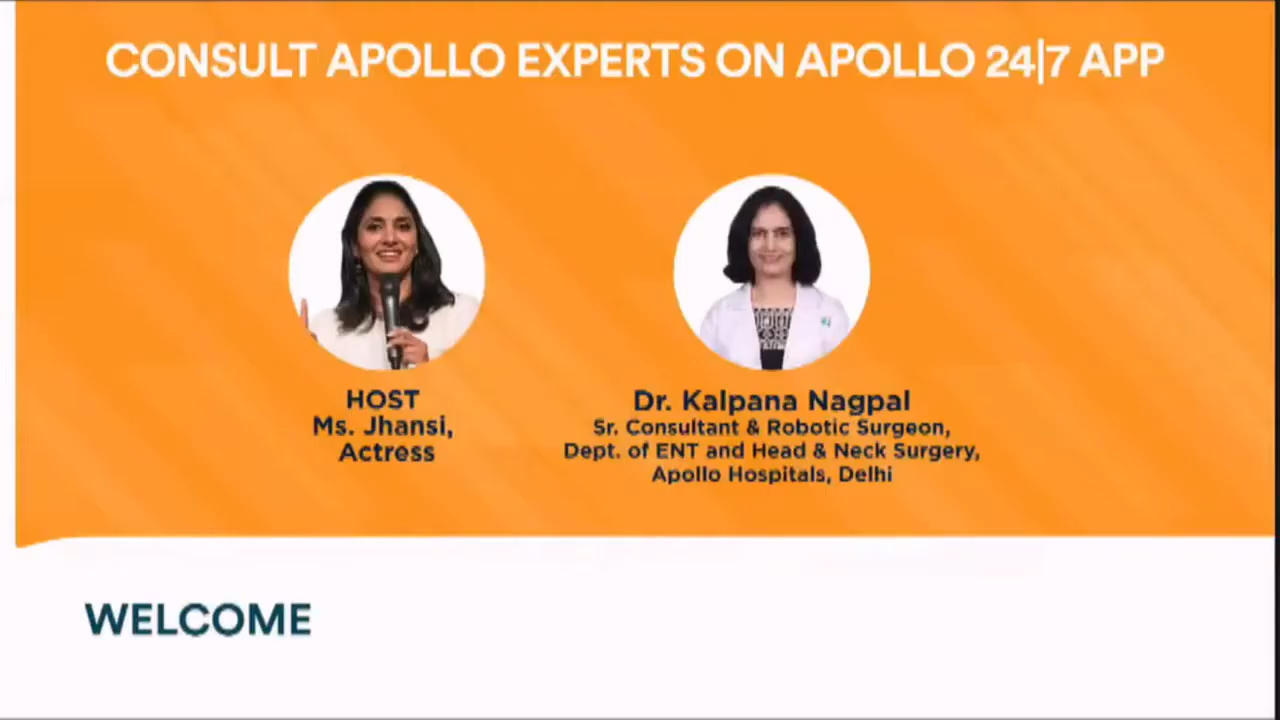 CONSULT APOLLO EXPERTS ON APOLLO 24|7 APP
HOST
Ms. Jhansi,
Actress
Dr. Kalpana Nagpal
Sr. Consultant & Robotic Surgeon,
Dept. of ENT and Head & Neck Surgery,
Apollo Hospitals, Delhi
WELCOME